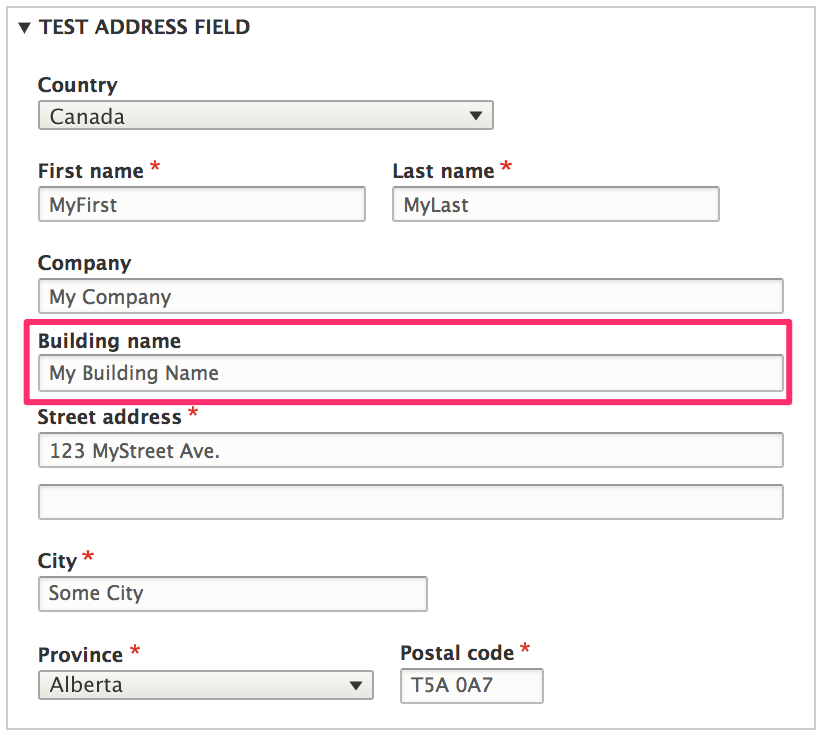 ▼ TEST ADDRESS FIELD
Country
Canada
First name * Last name *
MyFirst MyLast
Company
My Company
Building name
My Building Name
Street address *
123 MyStreet Ave.
City *
Some City
Province * Postal code *
Alberta T5A 0A7